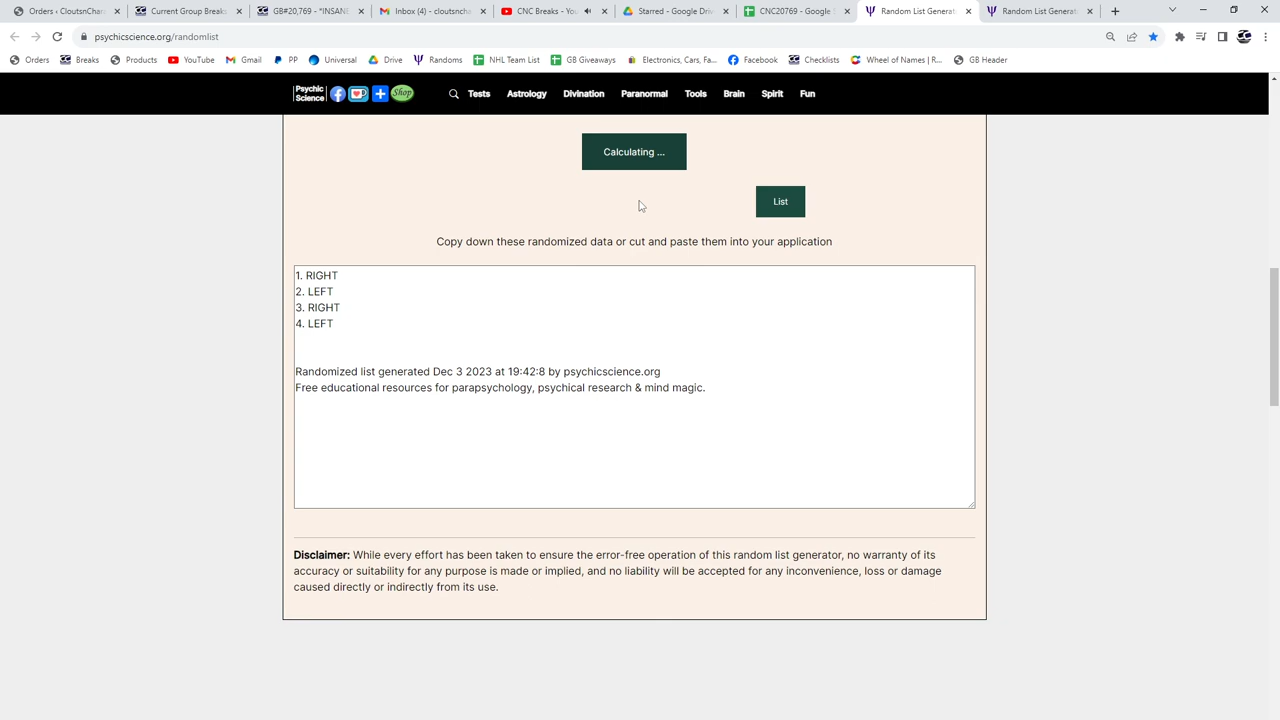 Orders ‹ CloutsnChar
Current Group Breaks
GB#20,769 - *INSANE
Inbox (4) - cloutsnch
CNC Breaks - You
Starred - Google Driv
CNC20769 - Google S
Random List Generat
Random List Generat
psychicscience.org/randomlist
Orders
Breaks
Products
YouTube
Gmail
PP
Universal
Drive
Randoms
NHL Team List
GB Giveaways
Electronics, Cars, Fa...
Facebook
Checklists
Wheel of Names | R...
GB Header
Psychic
Science
Shop
Tests
Astrology
Divination
Paranormal
Tools
Brain
Spirit
Fun
Calculating ...
List
Copy down these randomized data or cut and paste them into your application
1. RIGHT
2. LEFT
3. RIGHT
4. LEFT
Randomized list generated Dec 3 2023 at 19:42:8 by psychicscience.org
Free educational resources for parapsychology, psychical research & mind magic.
Disclaimer: While every effort has been taken to ensure the error-free operation of this random list generator, no warranty of its
accuracy or suitability for any purpose is made or implied, and no liability will be accepted for any inconvenience, loss or damage
caused directly or indirectly from its use.